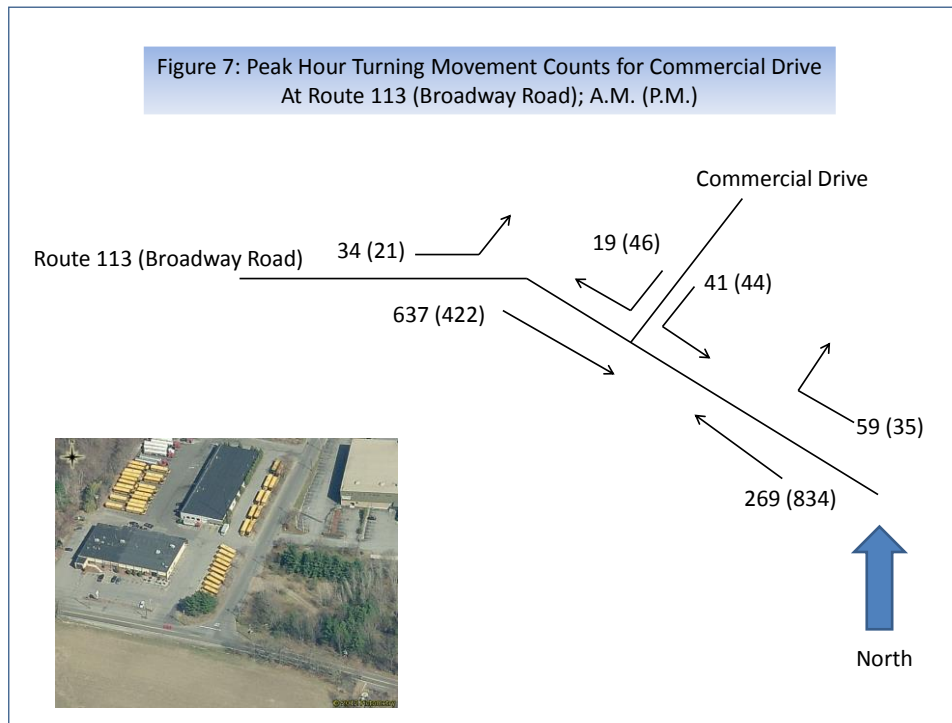 Figure 7: Peak Hour Turning Movement Counts for Commercial Drive
At Route 113 (Broadway Road); A.M. (P.M.)
Commercial Drive
Route 113 (Broadway Road)
34 (21)
19 (46)
41 (44)
637 (422)
59 (35)
269 (834)
North